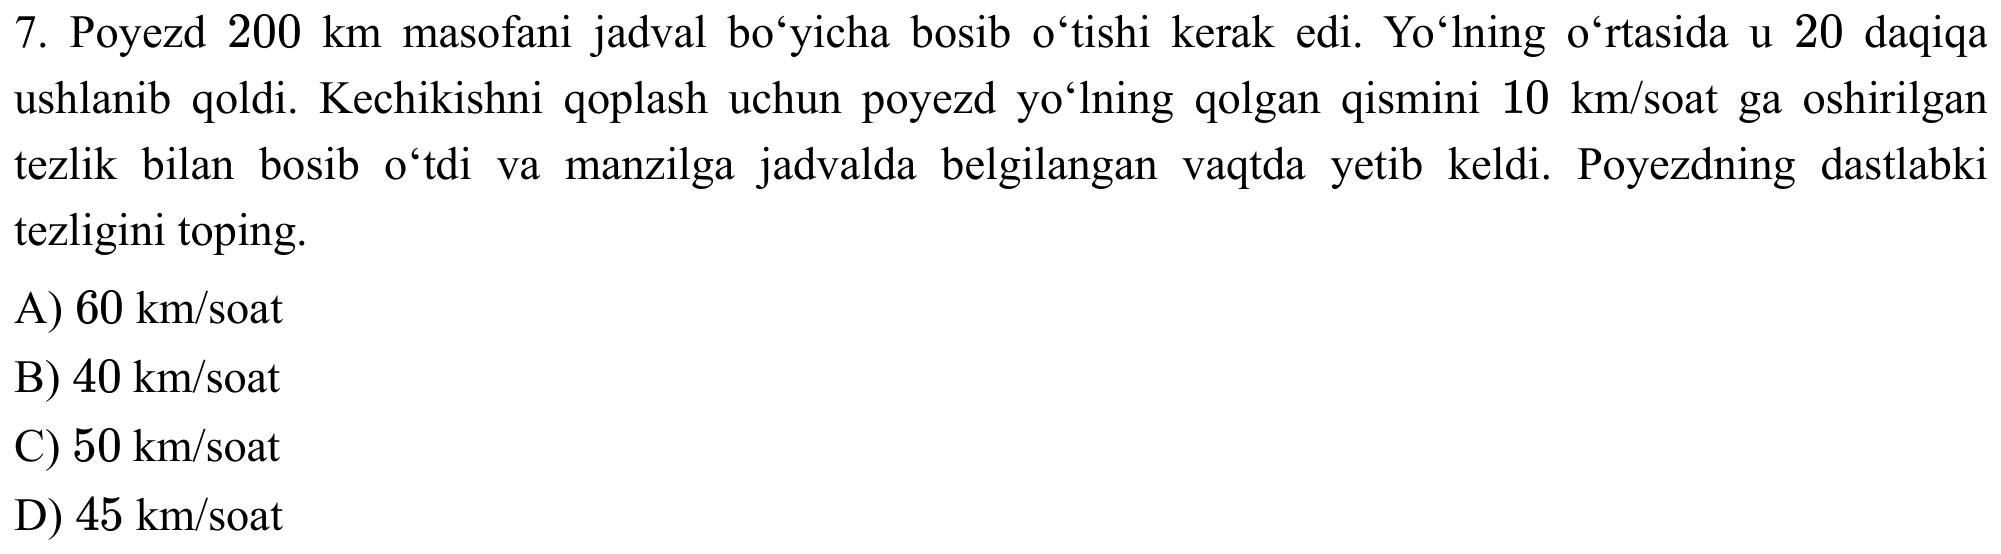 7. Poyezd 200 km masofani jadval bo‘yicha bosib o‘tishi kerak edi. Yo‘lning o‘rtasida u 20 daqiqa
ushlanib qoldi. Kechikishni qoplash uchun poyezd yo‘lning qolgan qismini 10 km/soat ga oshirilgan
tezlik bilan bosib o‘tdi va manzilga jadvalda belgilangan vaqtda yetib keldi. Poyezdning dastlabki
tezligini toping.
A) 60 km/soat
B) 40 km/soat
C) 50 km/soat
D) 45 km/soat